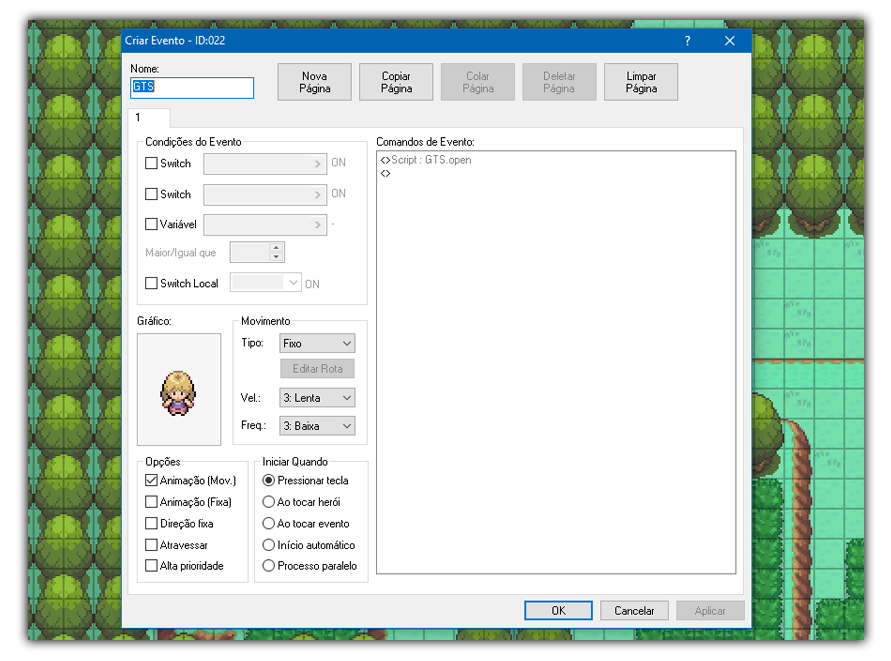 Criar Evento - ID:022
?
Nome:
GTS
Nova Página
Copiar Página
Colar Página
Deletar Página
Limpar Página
1
Condições do Evento
Switch
ON
Switch
ON
Variável
Maior/Igual que
Switch Local
ON
Gráfico:
Movimento
Tipo:
Fixo
Editar Rota
Vel.:
3: Lenta
Freq.:
3: Baixa
Opções
Animação (Mov.)
Animação (Fixa)
Direção fixa
Atravessar
Alta prioridade
Iniciar Quando
Pressionar tecla
Ao tocar herói
Ao tocar evento
Início automático
Processo paralelo
Comandos de Evento:
<>Script : GTS.open
<>
OK
Cancelar
Aplicar